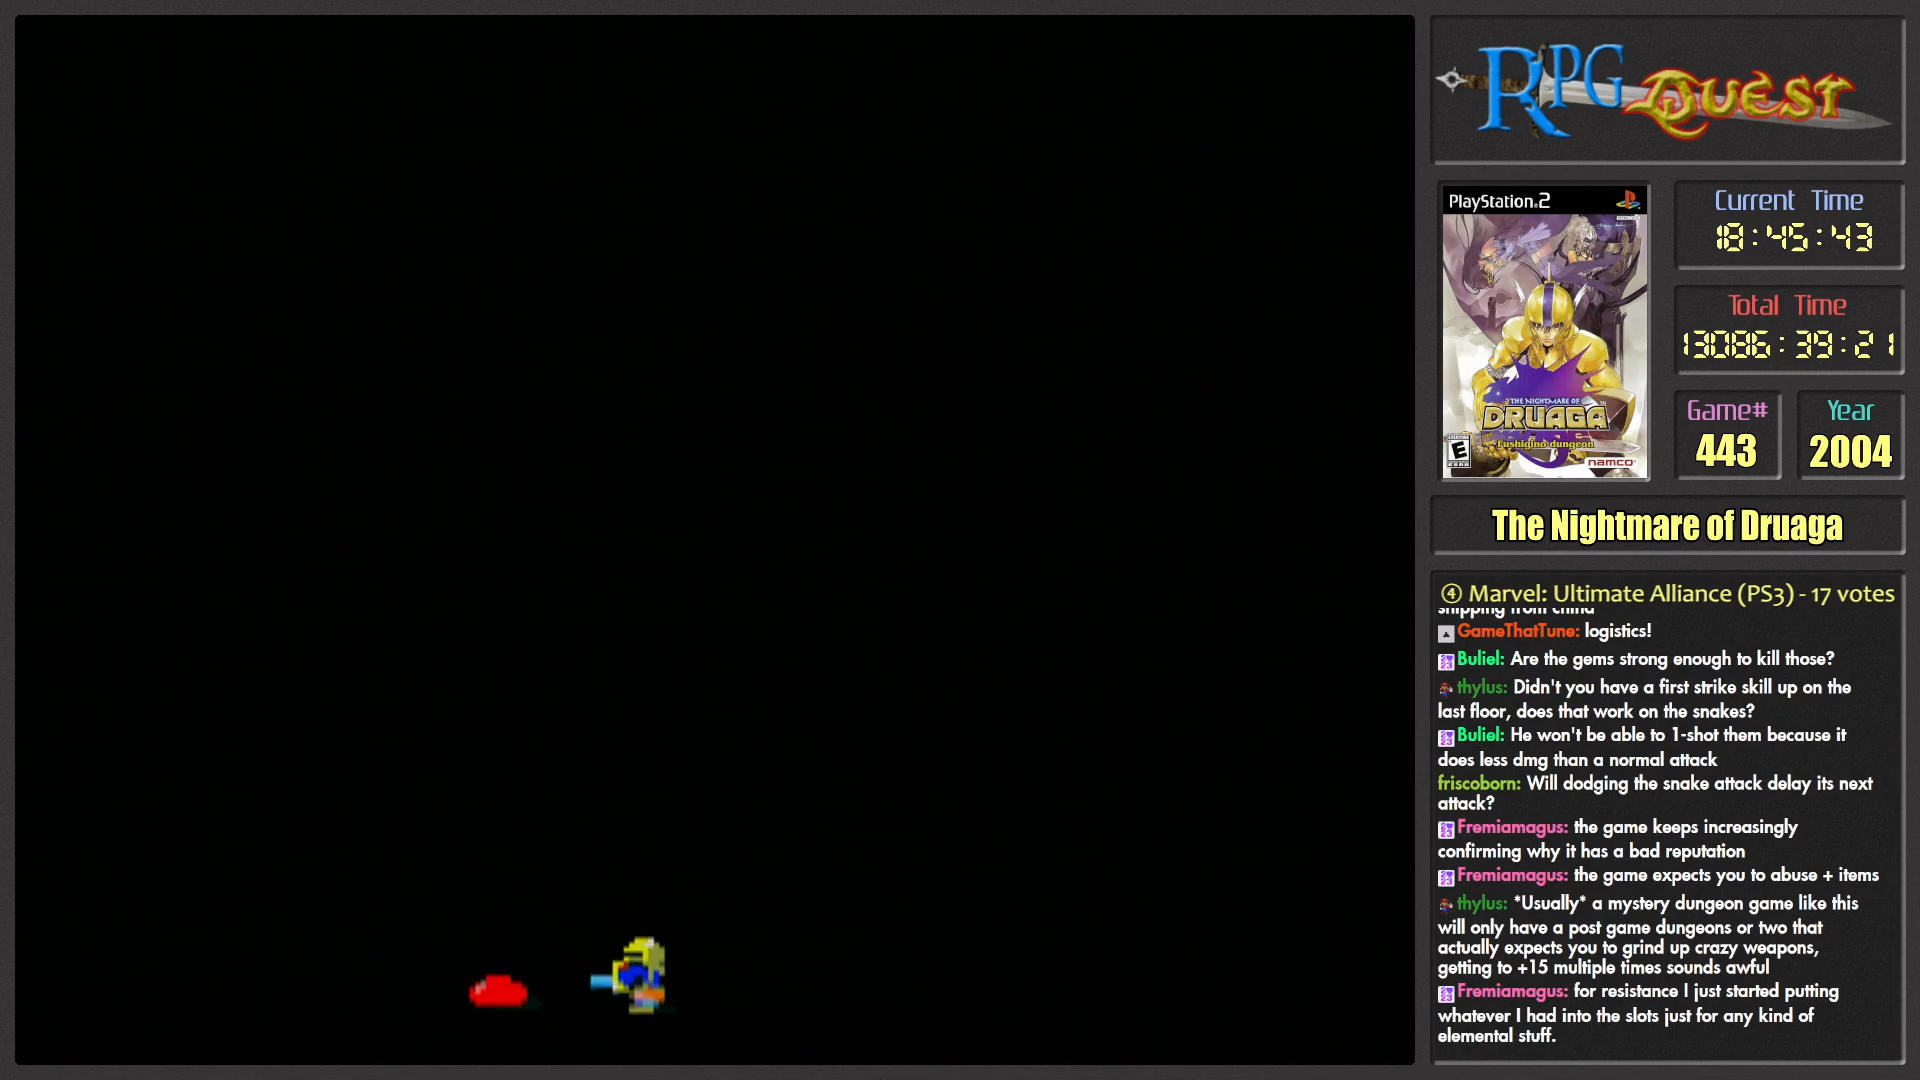 RPG Quest
PlayStation 2
THE NIGHTMARE OF
DRUAGA
Fushigino dungeon
EVERYONE
E
namco
Current Time
18:45:43
Total Time
13086:39:21
Game#
443
Year
2004
The Nightmare of Druaga
④ Marvel: Ultimate Alliance (PS3) - 17 votes
shipping from china
GameThatTune: logistics!
Buliel: Are the gems strong enough to kill those?
thylus: Didn't you have a first strike skill up on the
last floor, does that work on the snakes?
Buliel: He won't be able to 1-shot them because it
does less dmg than a normal attack
friscoborn: Will dodging the snake attack delay its next
attack?
Fremiamagus: the game keeps increasingly
confirming why it has a bad reputation
Fremiamagus: the game expects you to abuse + items
thylus: *Usually* a mystery dungeon game like this
will only have a post game dungeons or two that
actually expects you to grind up crazy weapons,
getting to +15 multiple times sounds awful
Fremiamagus: for resistance I just started putting
whatever I had into the slots just for any kind of
elemental stuff.